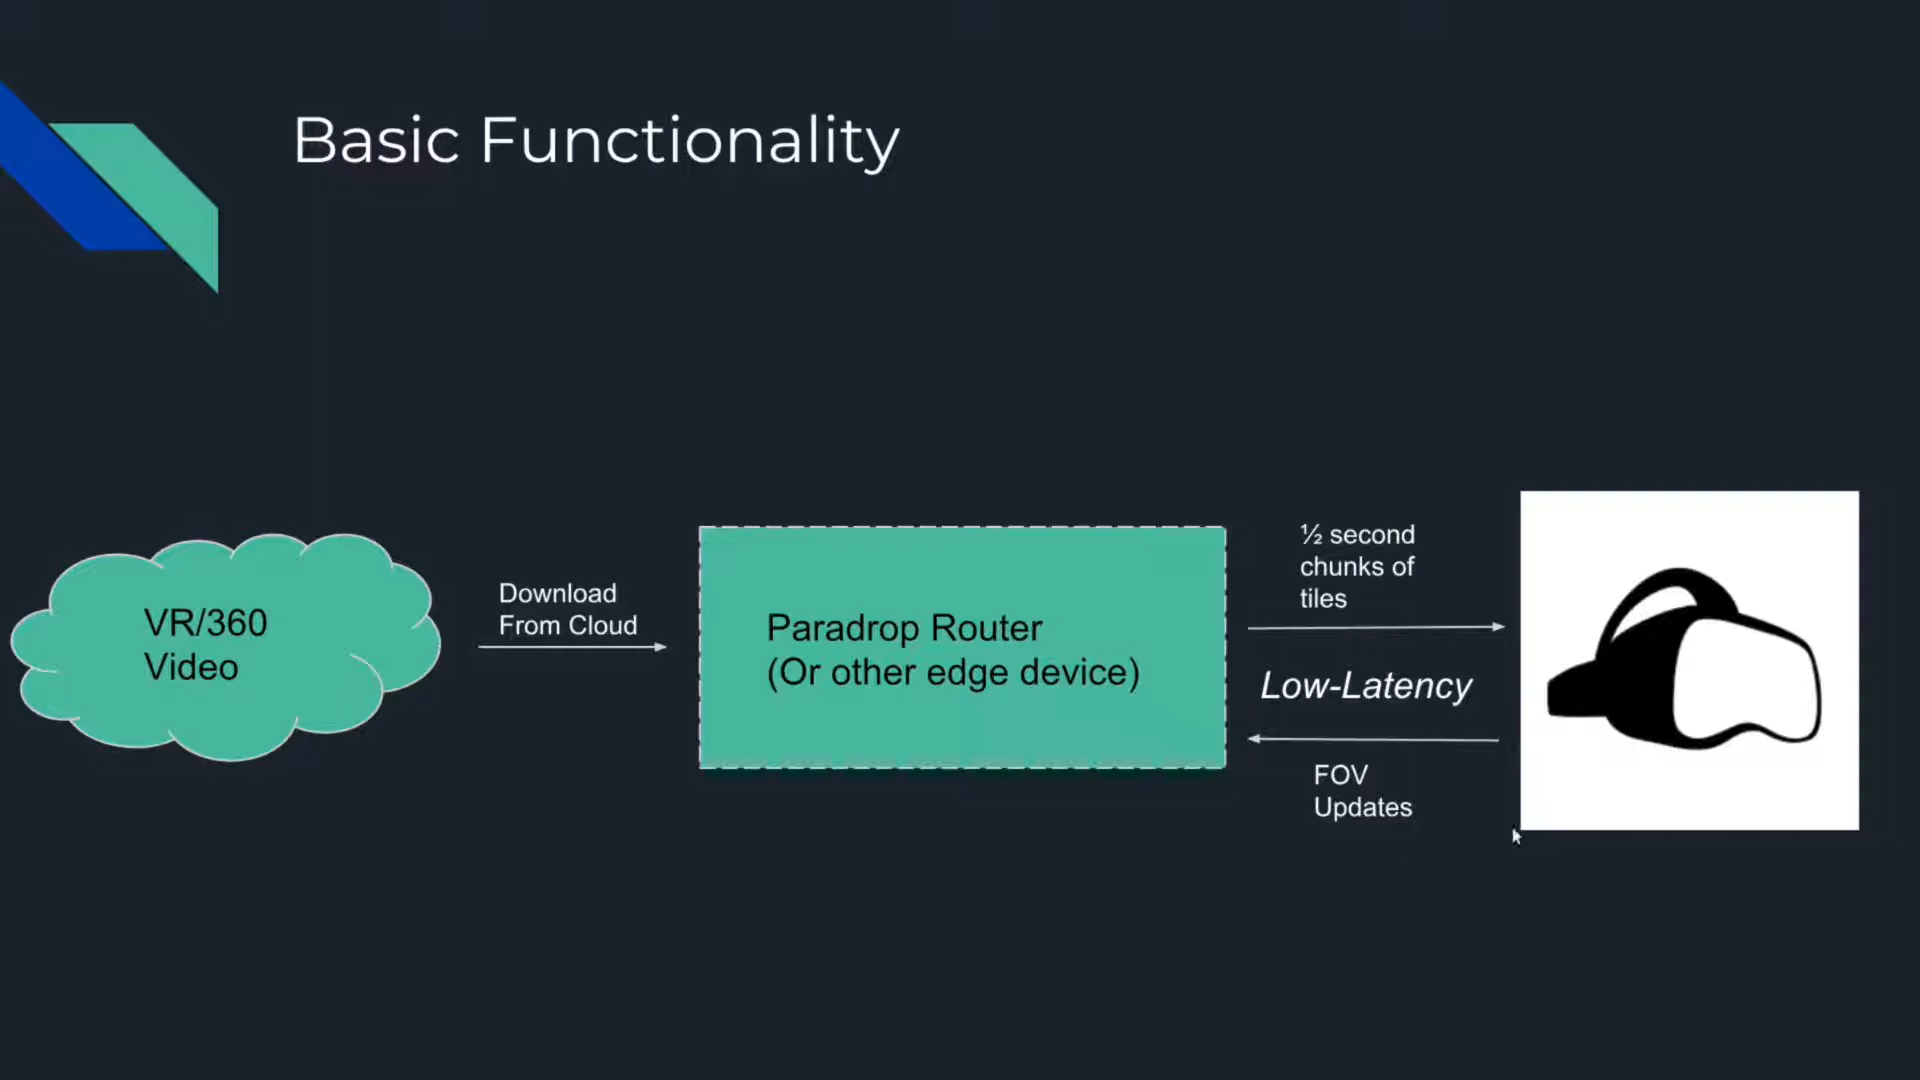 Basic Functionality
VR/360
Video
Download
From Cloud
Paradrop Router
(Or other edge device)
½ second
chunks of
tiles
Low-Latency
FOV
Updates